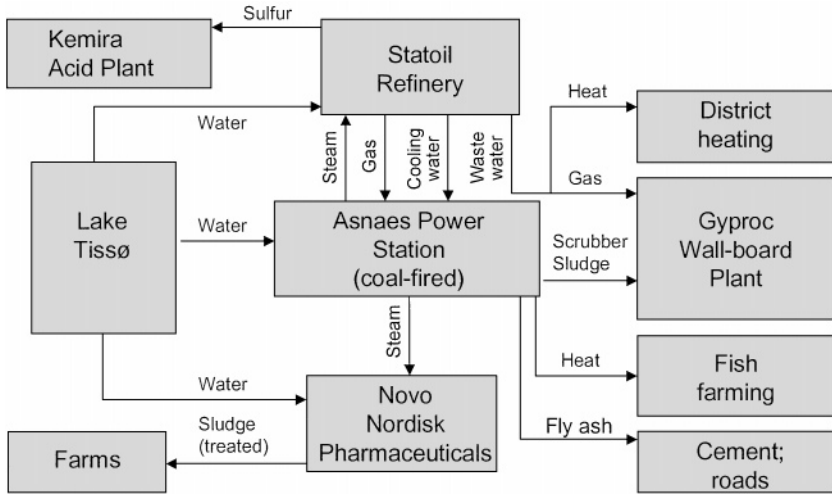 Sulfur
Kemira
Acid Plant
Statoil
Refinery
Heat
District
heating
Water
Steam
Gas
Cooling
water
Waste
water
Gas
Lake
Tissø
Water
Asnaes Power
Station
(coal-fired)
Scrubber
Sludge
Gyproc
Wall-board
Plant
Steam
Heat
Fish
farming
Water
Novo
Nordisk
Pharmaceuticals
Sludge
(treated)
Farms
Fly ash
Cement;
roads